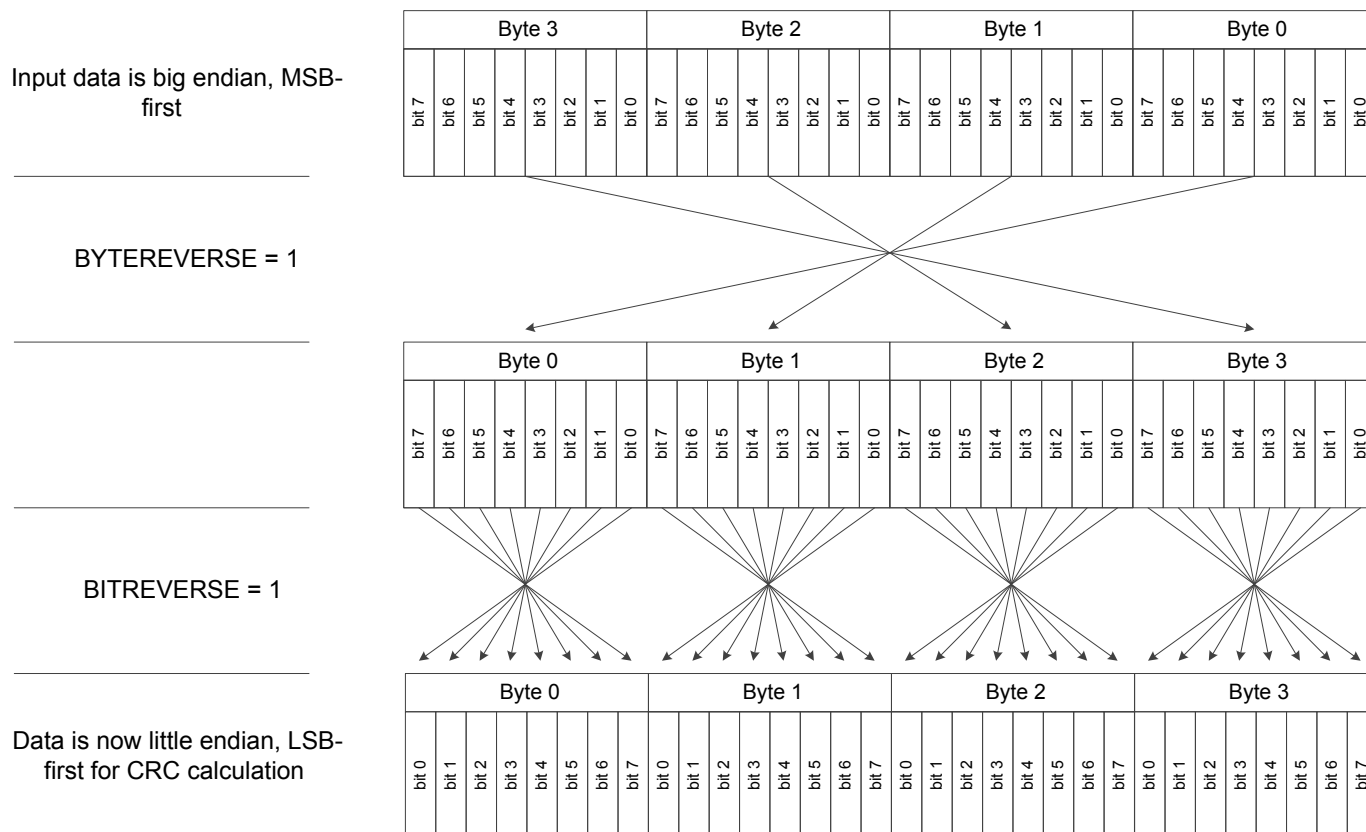 Byte 3 Byte 2 Byte 1 Byte 0
Input data is big endian, MSB-
first
bit 7 bit 6 bit 5 bit 4 bit 3 bit 2 bit 1 bit 0 bit 7 bit 6 bit 5 bit 4 bit 3 bit 2 bit 1 bit 0 bit 7 bit 6 bit 5 bit 4 bit 3 bit 2 bit 1 bit 0 bit 7 bit 6 bit 5 bit 4 bit 3 bit 2 bit 1 bit 0
BYTEREVERSE = 1
Byte 0 Byte 1 Byte 2 Byte 3
bit 7 bit 6 bit 5 bit 4 bit 3 bit 2 bit 1 bit 0 bit 7 bit 6 bit 5 bit 4 bit 3 bit 2 bit 1 bit 0 bit 7 bit 6 bit 5 bit 4 bit 3 bit 2 bit 1 bit 0 bit 7 bit 6 bit 5 bit 4 bit 3 bit 2 bit 1 bit 0
BITREVERSE = 1
Byte 0 Byte 1 Byte 2 Byte 3
Data is now little endian, LSB-
first for CRC calculation
bit 0 bit 1 bit 2 bit 3 bit 4 bit 5 bit 6 bit 7 bit 0 bit 1 bit 2 bit 3 bit 4 bit 5 bit 6 bit 7 bit 0 bit 1 bit 2 bit 3 bit 4 bit 5 bit 6 bit 7 bit 0 bit 1 bit 2 bit 3 bit 4 bit 5 bit 6 bit 7